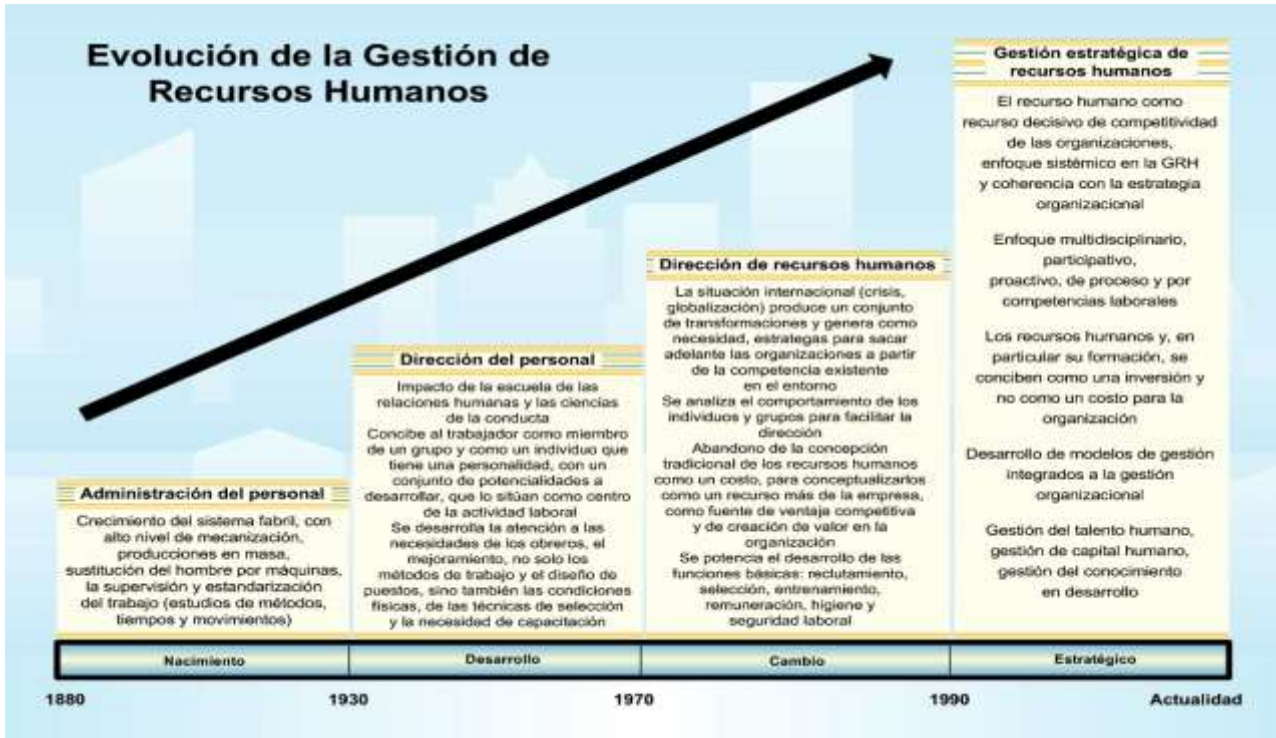 Evolución de la Gestión de
Recursos Humanos
Administración del personal
Crecimiento del sistema fabril, con
alto nivel de mecanización,
producciones en masa,
sustitución del hombre por máquinas,
la supervisión y estandarización
del trabajo (estudios de métodos,
tiempos y movimientos)
Dirección del personal
Impacto de la escuela de las
relaciones humanas y las ciencias
de la conducta
Concibe al trabajador como miembro
de un grupo y como un individuo que
tiene una personalidad, con un
conjunto de potencialidades a
desarrollar, que lo sitúan como centro
de la actividad laboral
Se desarrolla la atención a las
necesidades de los obreros, el
mejoramiento, no solo los
métodos de trabajo y el diseño de
puestos, sino también las condiciones
físicas, de las técnicas de selección
y la necesidad de capacitación
Dirección de recursos humanos
La situación internacional (crisis,
globalización) produce un conjunto
de transformaciones y genera como
necesidad, estrategas para sacar
adelante las organizaciones a partir
de la competencia existente
en el entorno
Se analiza el comportamiento de los
individuos y grupos para facilitar la
dirección
Abandono de la concepción
tradicional de los recursos humanos
como un costo, para conceptualizarlos
como un recurso más de la empresa,
como fuente de ventaja competitiva
y de creación de valor en la
organización
Se potencia el desarrollo de las
funciones básicas: reclutamiento,
selección, entrenamiento,
remuneración, higiene y
seguridad laboral
Gestión estratégica de
recursos humanos
El recurso humano como
recurso decisivo de competitividad
de las organizaciones,
enfoque sistémico en la GRH
y coherencia con la estrategia
organizacional
Enfoque multidisciplinario,
participativo,
proactivo, de proceso y por
competencias laborales
Los recursos humanos y, en
particular su formación, se
conciben como una inversión y
no como un costo para la
organización
Desarrollo de modelos de gestión
integrados a la gestión
organizacional
Gestión del talento humano,
gestión de capital humano,
gestión del conocimiento
en desarrollo
Nacimiento
Desarrollo
Cambio
Estratégico
1880
1930
1970
1990
Actualidad